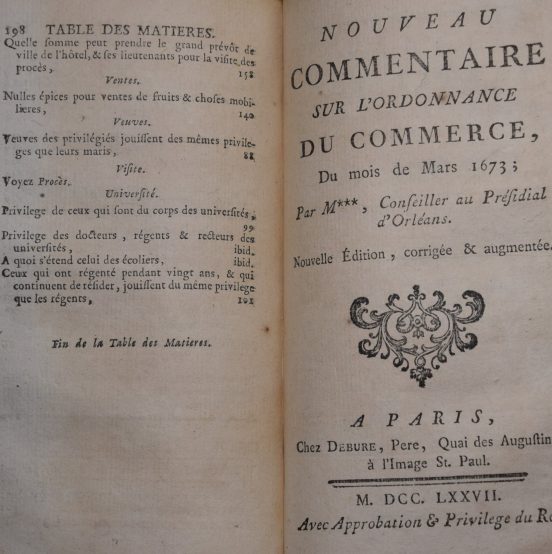 198 TABLE DES MATIERES.
Quelle somme peut prendre le grand prévôt de
ville de l'hôtel, & ses lieutenants pour la visite des
procès, 158
Ventes.
Nulles épices pour ventes de fruits & choses mobi-
liéres, 140
Veuves.
Veuves des privilégiés jouissent des mêmes privile-
ges que leurs maris, 88
Visite.
Voyez Procès.
Université.
Privilege de ceux qui sont du corps des universités,
99
Privilege des docteurs, régents & recteurs des
universités, ibid.
A quoi s'étend celui des écoliers, ibid.
Ceux qui ont régenté pendant vingt ans, & qui
continuent de résider, jouissent du même privilege
que les régents, 101
Fin de la Table des Matieres.
NOUVEAU
COMMENTAIRE
SUR L'ORDONNANCE
DU COMMERCE,
Du mois de Mars 1673;
Par M***, Conseiller au Présidial
d'Orléans.
Nouvelle Édition, corrigée & augmentée.
A PARIS,
Chez DEBURE, Pere, Quai des Augustin
à l'Image St. Paul.
M. DCC. LXXVII.
Avec Approbation & Privilege du Ro